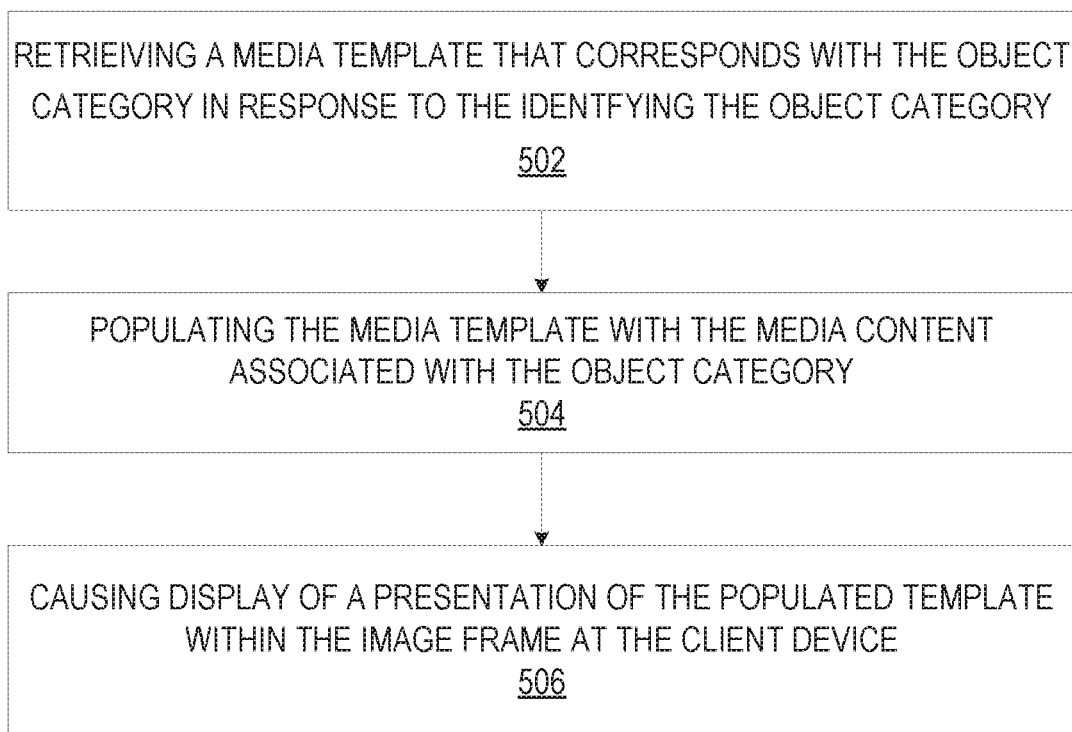 RETRIEIVING A MEDIA TEMPLATE THAT CORRESPONDS WITH THE OBJECT
CATEGORY IN RESPONSE TO THE IDENTFYING THE OBJECT CATEGORY
502
POPULATING THE MEDIA TEMPLATE WITH THE MEDIA CONTENT
ASSOCIATED WITH THE OBJECT CATEGORY
504
CAUSING DISPLAY OF A PRESENTATION OF THE POPULATED TEMPLATE
WITHIN THE IMAGE FRAME AT THE CLIENT DEVICE
506